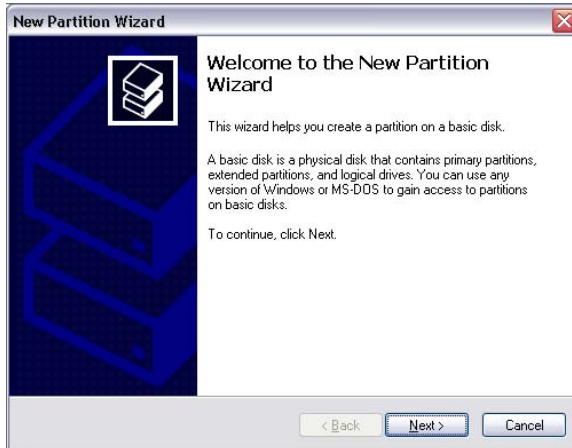 New Partition Wizard
Welcome to the New Partition
Wizard
This wizard helps you create a partition on a basic disk.
A basic disk is a physical disk that contains primary partitions,
extended partitions, and logical drives. You can use any
version of Windows or MS-DOS to gain access to partitions
on basic disks.
To continue, click Next.
< Back Next > Cancel